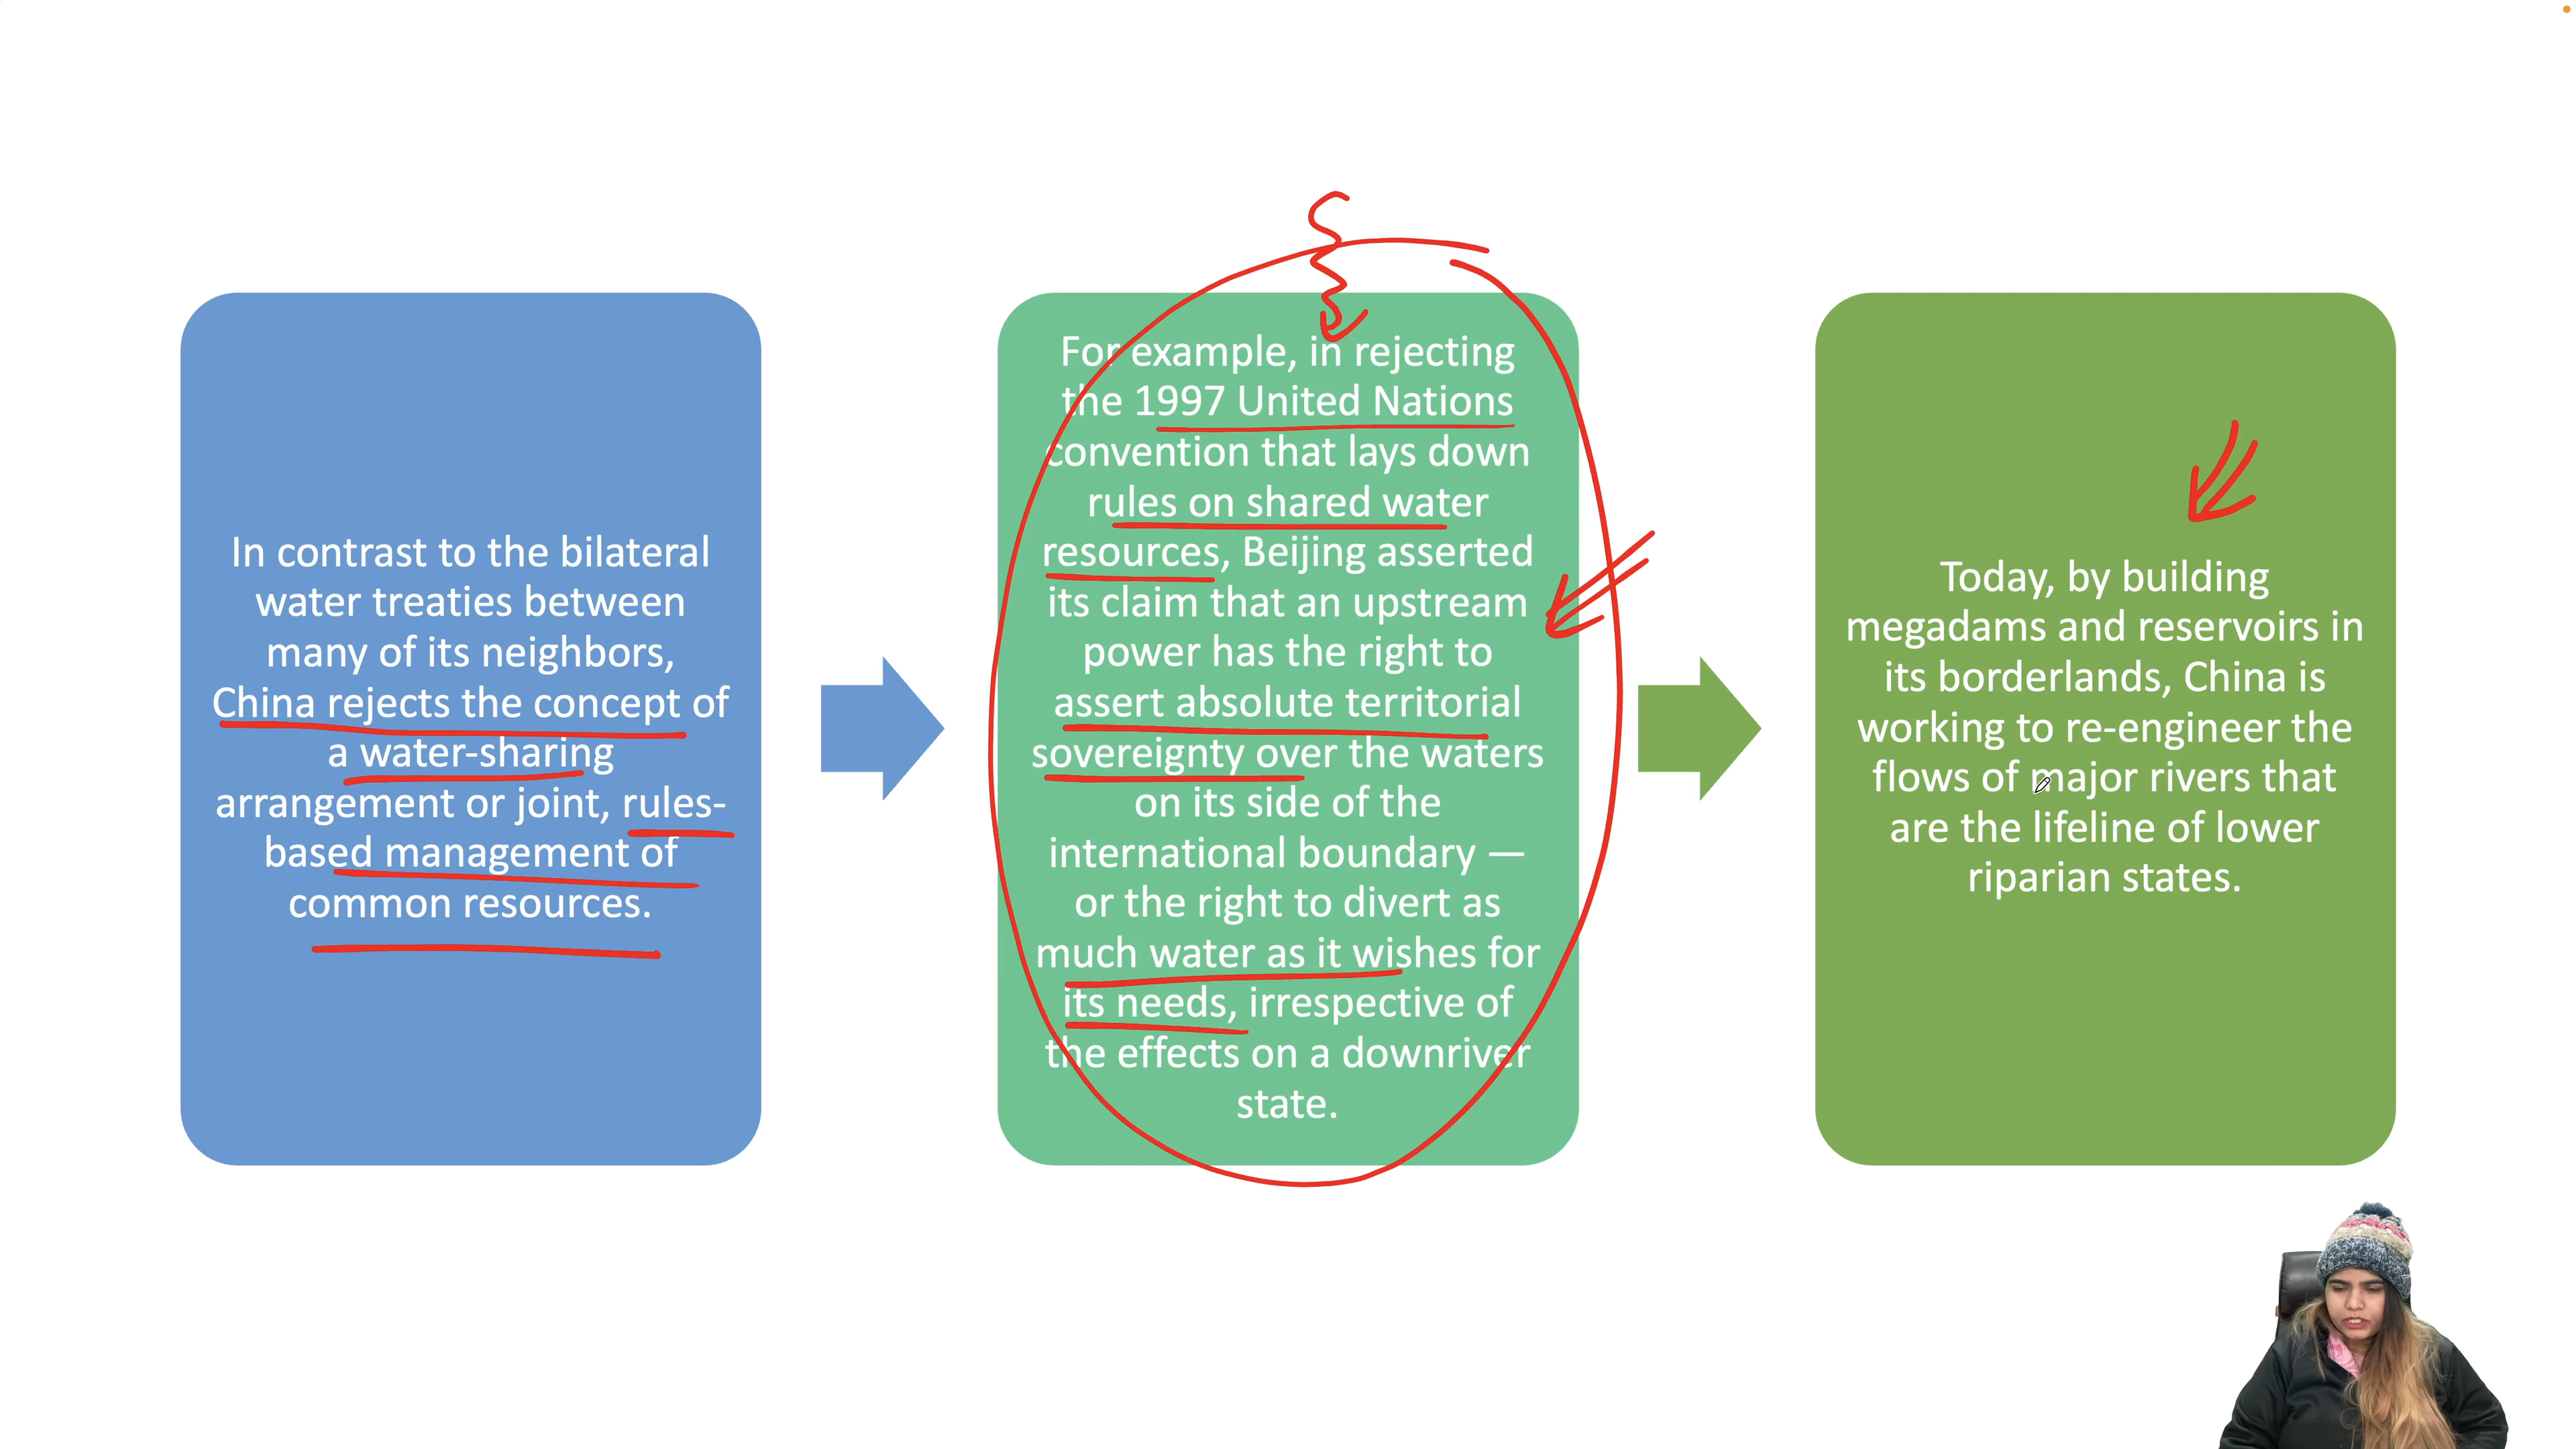 In contrast to the bilateral
water treaties between
many of its neighbors,
China rejects the concept of
a water-sharing
arrangement or joint, rules-
based management of
common resources.
For example, in rejecting
the 1997 United Nations
convention that lays down
rules on shared water
resources, Beijing asserted
its claim that an upstream
power has the right to
assert absolute territorial
sovereignty over the waters
on its side of the
international boundary —
or the right to divert as
much water as it wishes for
its needs, irrespective of
the effects on a downriver
state.
Today, by building
megadams and reservoirs in
its borderlands, China is
working to re-engineer the
flows of major rivers that
are the lifeline of lower
riparian states.